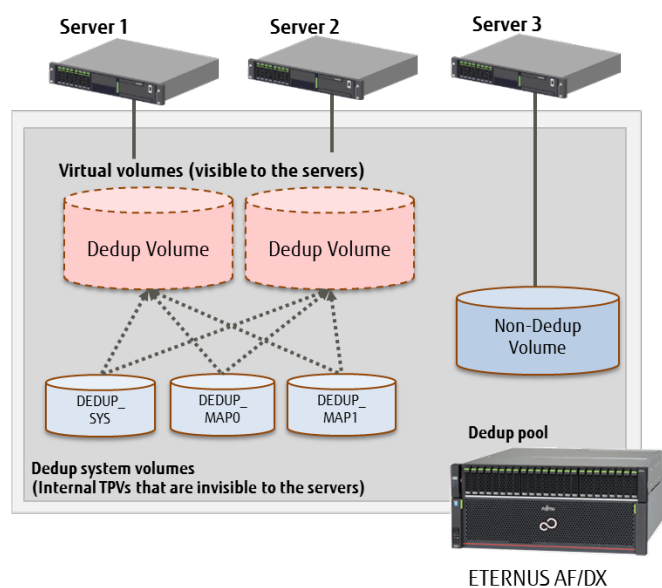 Server 1
Server 2
Server 3
Virtual volumes (visible to the servers)
Dedup Volume
Dedup Volume
Non-Dedup
Volume
DEDUP_
SYS
DEDUP_
MAP0
DEDUP_
MAP1
Dedup pool
Dedup system volumes
(Internal TPVs that are invisible to the servers)
FUJITSU
ETERNUS AF/DX